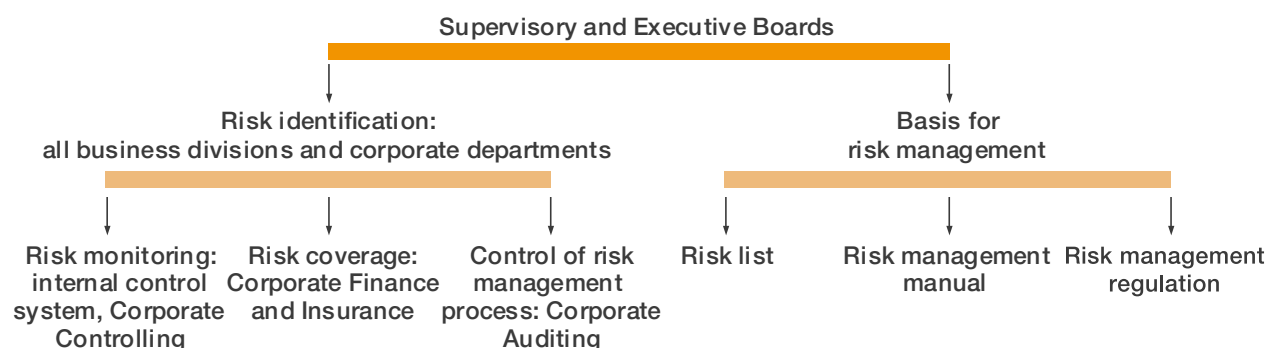 Supervisory and Executive Boards
Risk identification:
all business divisions and corporate departments
Basis for
risk management
Risk monitoring:
internal control
system, Corporate
Controlling
Risk coverage:
Corporate Finance
and Insurance
Control of risk
management
process: Corporate
Auditing
Risk list
Risk management
manual
Risk management
regulation